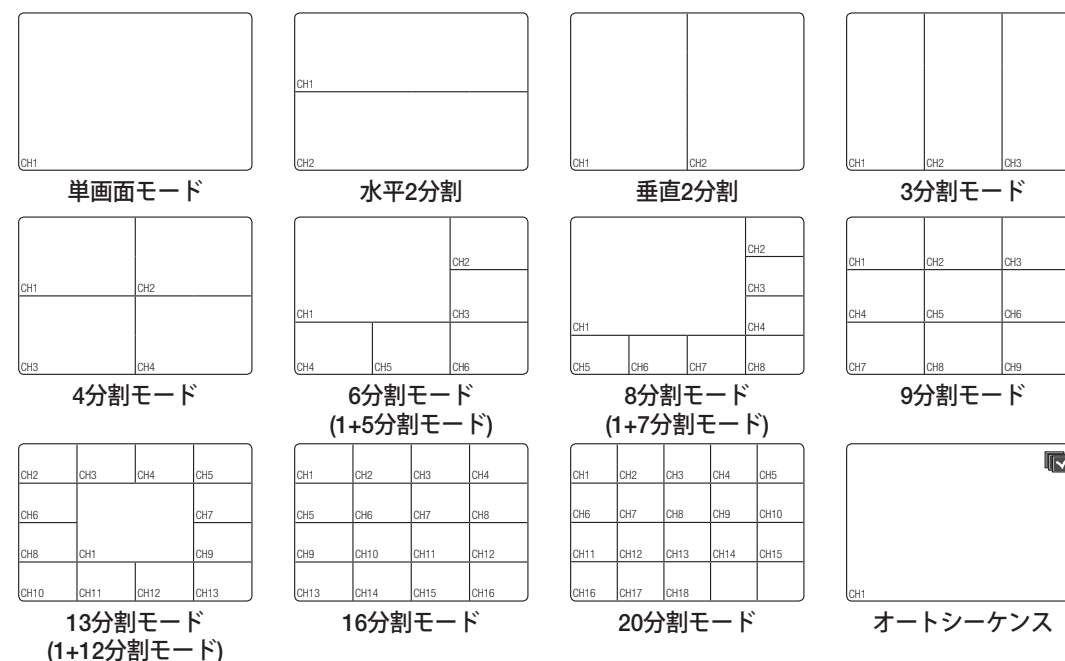 CH1
単画面モード
CH1
CH2
水平2分割
CH1 CH2
垂直2分割
CH1 CH2 CH3
3分割モード
CH1 CH2
CH3 CH4
4分割モード
CH2
CH1 CH3
CH4 CH5 CH6
6分割モード
(1+5分割モード)
CH2
CH3
CH1 CH4
CH5 CH6 CH7 CH8
8分割モード
(1+7分割モード)
CH1 CH2 CH3
CH4 CH5 CH6
CH7 CH8 CH9
9分割モード
CH2 CH3 CH4 CH5
CH6 CH7
CH8 CH1 CH9
CH10 CH11 CH12 CH13
13分割モード
(1+12分割モード)
CH1 CH2 CH3 CH4
CH5 CH6 CH7 CH8
CH9 CH10 CH11 CH12
CH13 CH14 CH15 CH16
16分割モード
CH1 CH2 CH3 CH4 CH5
CH6 CH7 CH8 CH9 CH10
CH11 CH12 CH13 CH14 CH15
CH16 CH17 CH18
20分割モード
CH1
オートシーケンス